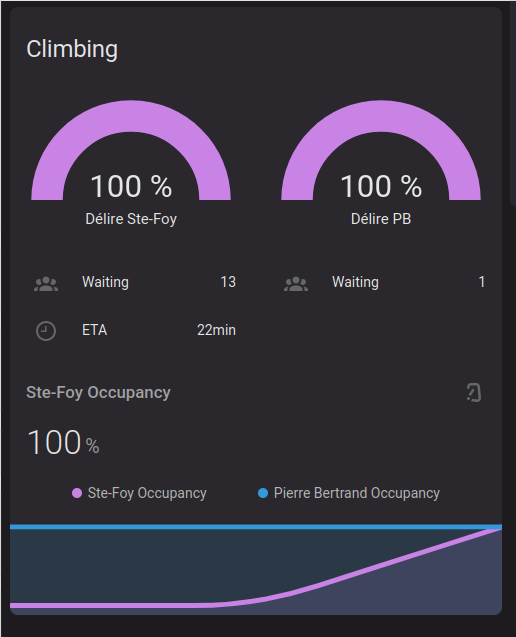 Climbing
100 % 100 %
Délire Ste-Foy Délire PB
Waiting 13 Waiting 1
ETA 22min
Ste-Foy Occupancy
100 %
Ste-Foy Occupancy Pierre Bertrand Occupancy